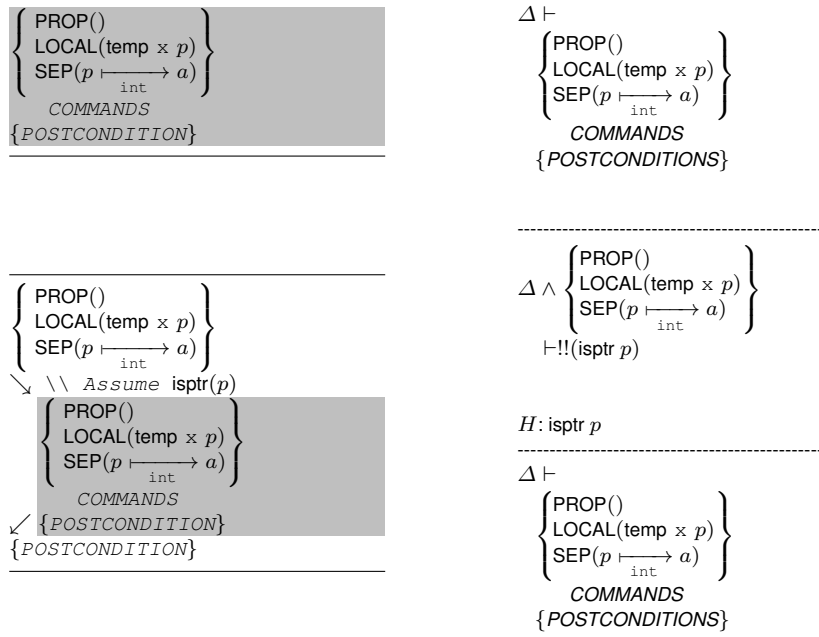 PROP()
LOCAL(temp x p)
SEP(p ⊢⟶ a)
int
COMMANDS
{POSTCONDITION}
PROP()
LOCAL(temp x p)
SEP(p ⊢⟶ a)
int
↘ \\ Assume isptr(p)
PROP()
LOCAL(temp x p)
SEP(p ⊢⟶ a)
int
COMMANDS
↙ {POSTCONDITION}
{POSTCONDITION}
Δ ⊢
PROP()
LOCAL(temp x p)
SEP(p ⊢⟶ a)
int
COMMANDS
{POSTCONDITIONS}
PROP()
Δ ∧ LOCAL(temp x p)
SEP(p ⊢⟶ a)
int
⊢!!(isptr p)
H: isptr p
Δ ⊢
PROP()
LOCAL(temp x p)
SEP(p ⊢⟶ a)
int
COMMANDS
{POSTCONDITIONS}